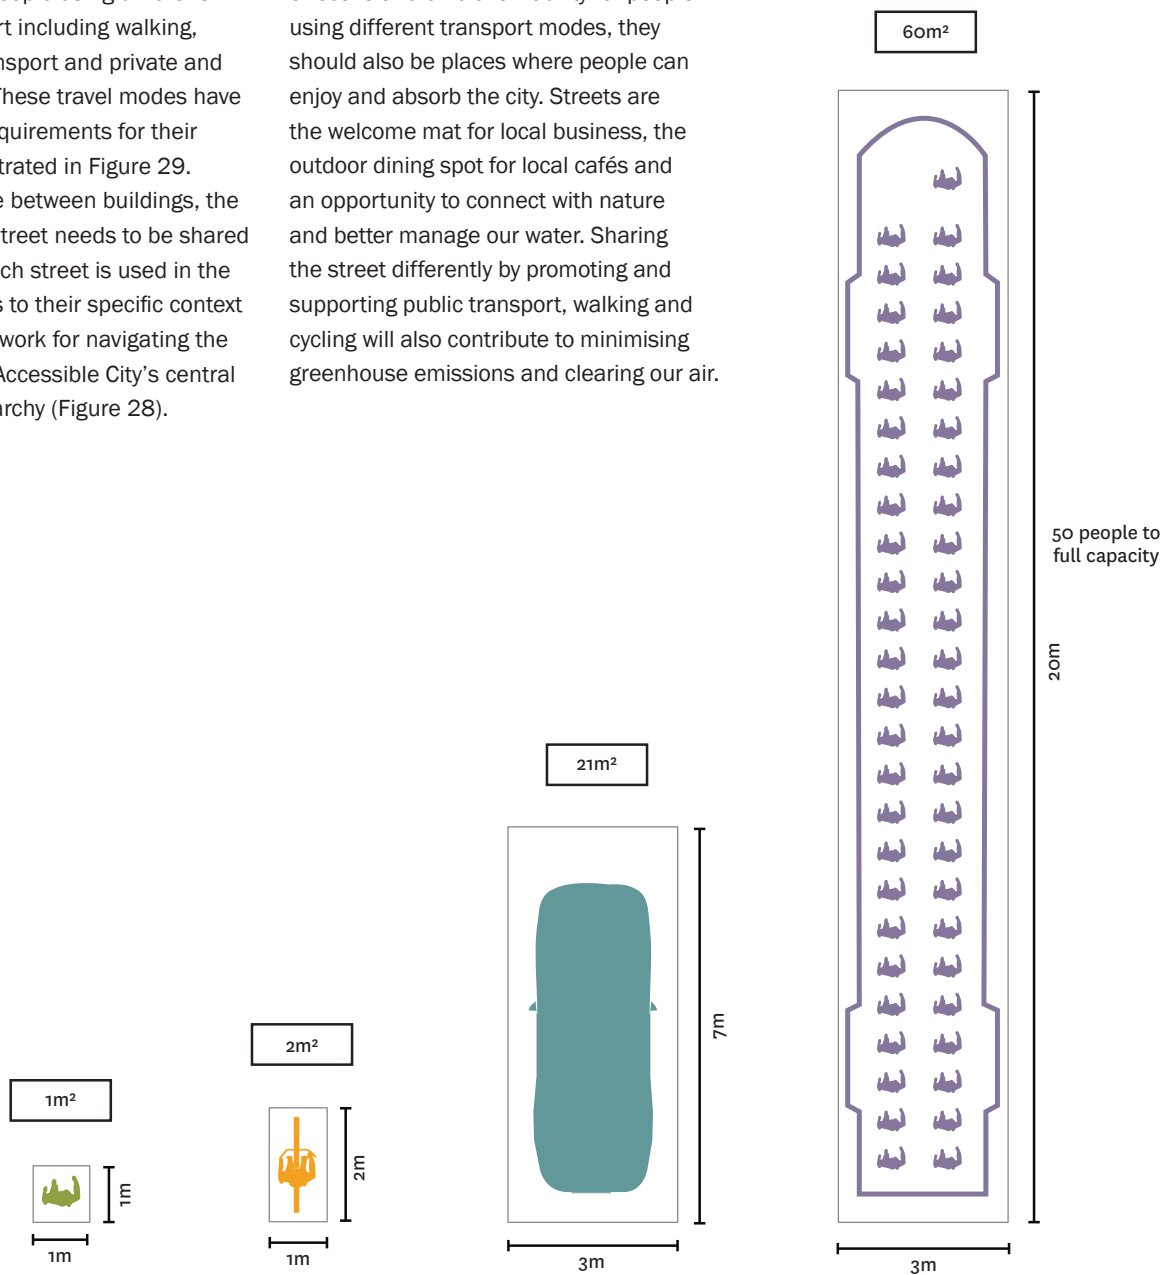 rt including walking,
nsport and private and
These travel modes have
quirements for their
trated in Figure 29.
e between buildings, the
treet needs to be shared
ch street is used in the
s to their specific context
work for navigating the
Accessible City's central
archy (Figure 28).
using different transport modes, they
should also be places where people can
enjoy and absorb the city. Streets are
the welcome mat for local business, the
outdoor dining spot for local cafés and
an opportunity to connect with nature
and better manage our water. Sharing
the street differently by promoting and
supporting public transport, walking and
cycling will also contribute to minimising
greenhouse emissions and clearing our air.
1m²
1m
1m
2m²
2m
1m
21m²
7m
3m
60m²
50 people to
full capacity
20m
3m